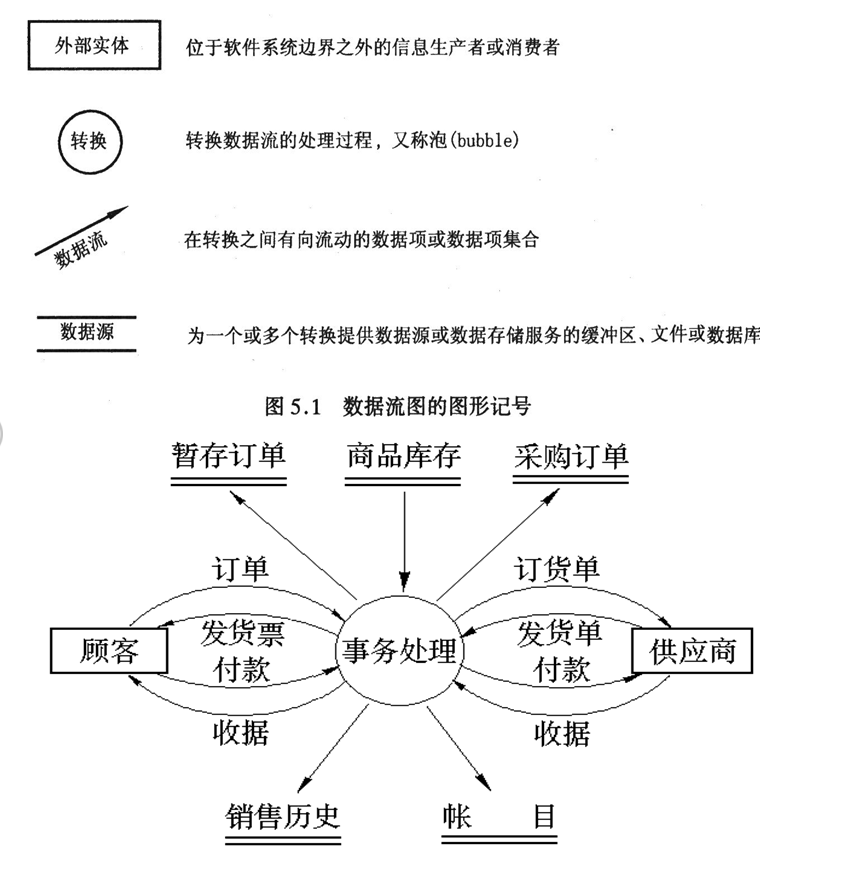 外部实体 位于软件系统边界之外的信息生产者或消费者
转换 转换数据流的处理过程，又称泡(bubble)
数据流 在转换之间有向流动的数据项或数据项集合
数据源 为一个或多个转换提供数据源或数据存储服务的缓冲区、文件或数据库
图 5.1 数据流图的图形记号
暂存订单 商品库存 采购订单
订单 订货单
顾客 发货票 事务处理 发货单 供应商
付款 付款
收据 收据
销售历史 帐 目